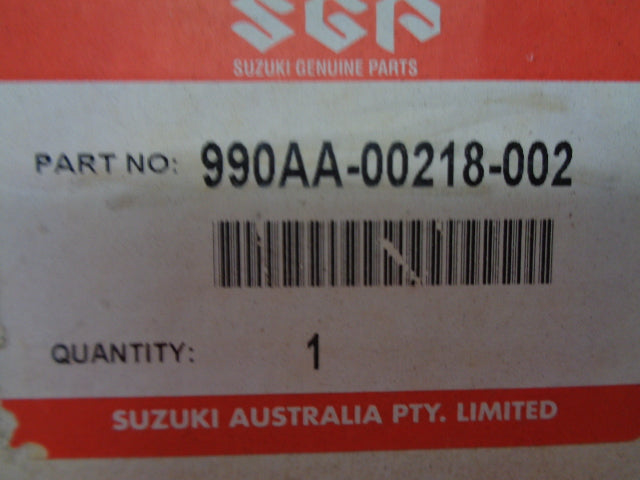 SGP
SUZUKI GENUINE PARTS
PART NO: 990AA-00218-002
QUANTITY: 1
SUZUKI AUSTRALIA PTY. LIMITED